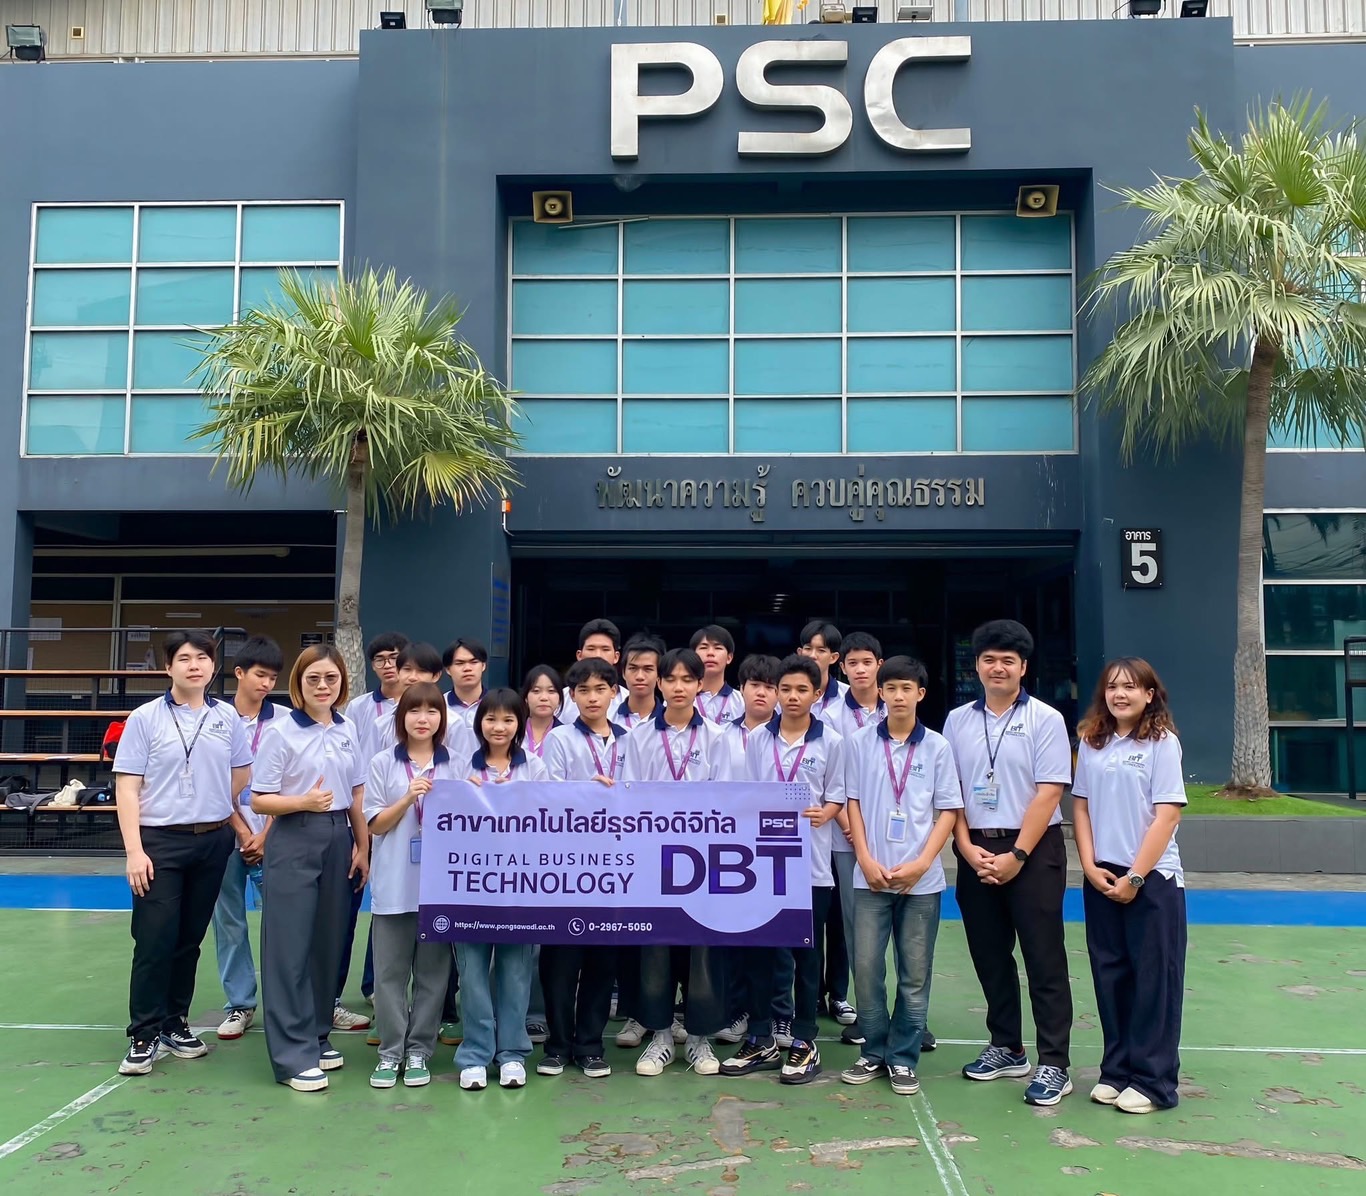 PSC
พัฒนาความรู้ ควบคู่คุณธรรม
อาคาร
5
สาขาเทคโนโลยีธุรกิจดิจิทัล
PSC
DIGITAL BUSINESS
TECHNOLOGY
DBT
https://www.pongsawadi.ac.th
0-2967-5050